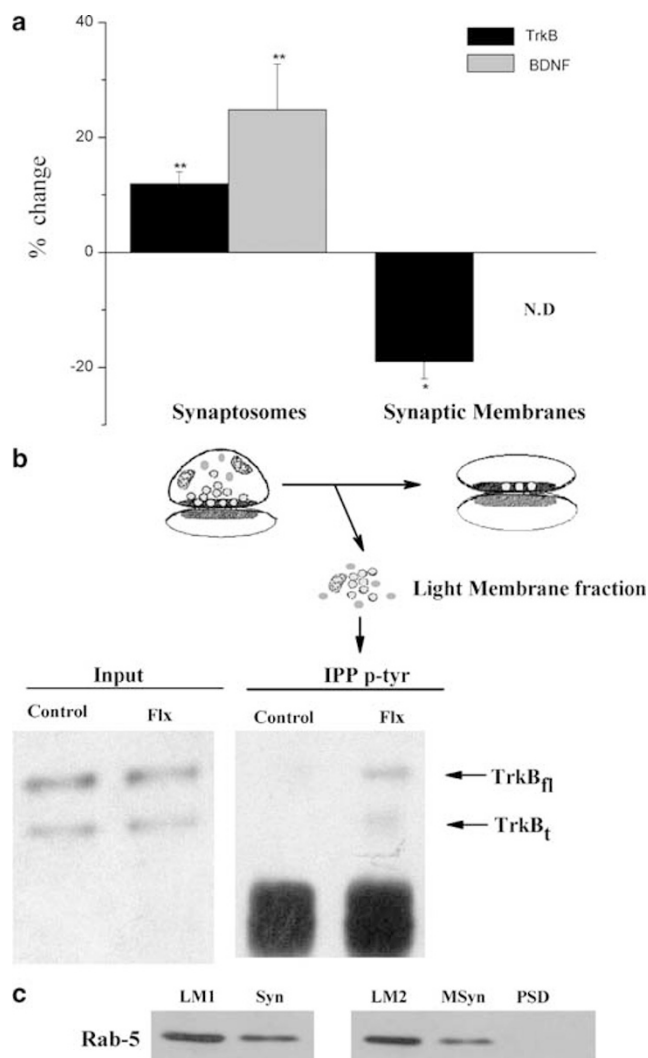 a
40
20
0
-20
% change
TrkB
BDNF
**
**
*
N.D
Synaptosomes Synaptic Membranes
b
Light Membrane fraction
Input IPP p-tyr
Control Flx Control Flx
TrkBfl
TrkBt
c
LM1 Syn LM2 MSyn PSD
Rab-5